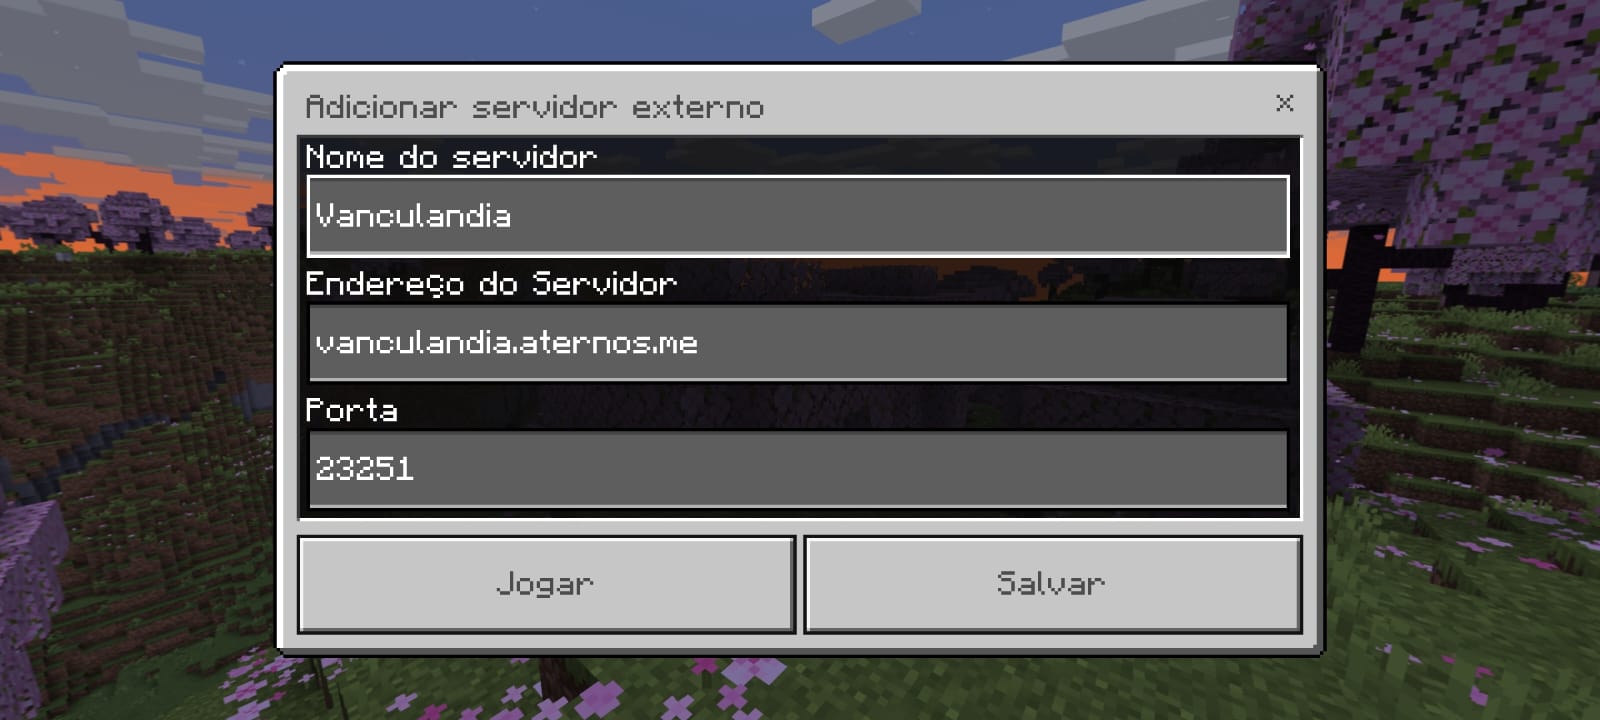 Adicionar servidor externo
Nome do servidor
Vanculandia
Endereço do Servidor
vanculandia.aternos.me
Porta
23251
Jogar
Salvar